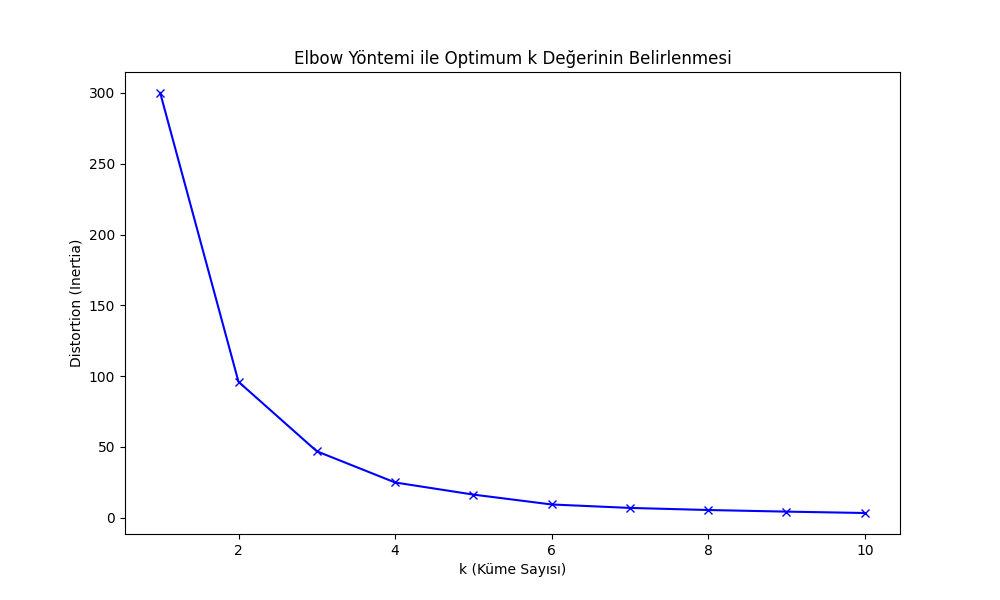 Elbow Yöntemi ile Optimum k Değerinin Belirlenmesi
300
250
200
150
100
50
0
Distortion (Inertia)
2 4 6 8 10
k (Küme Sayısı)